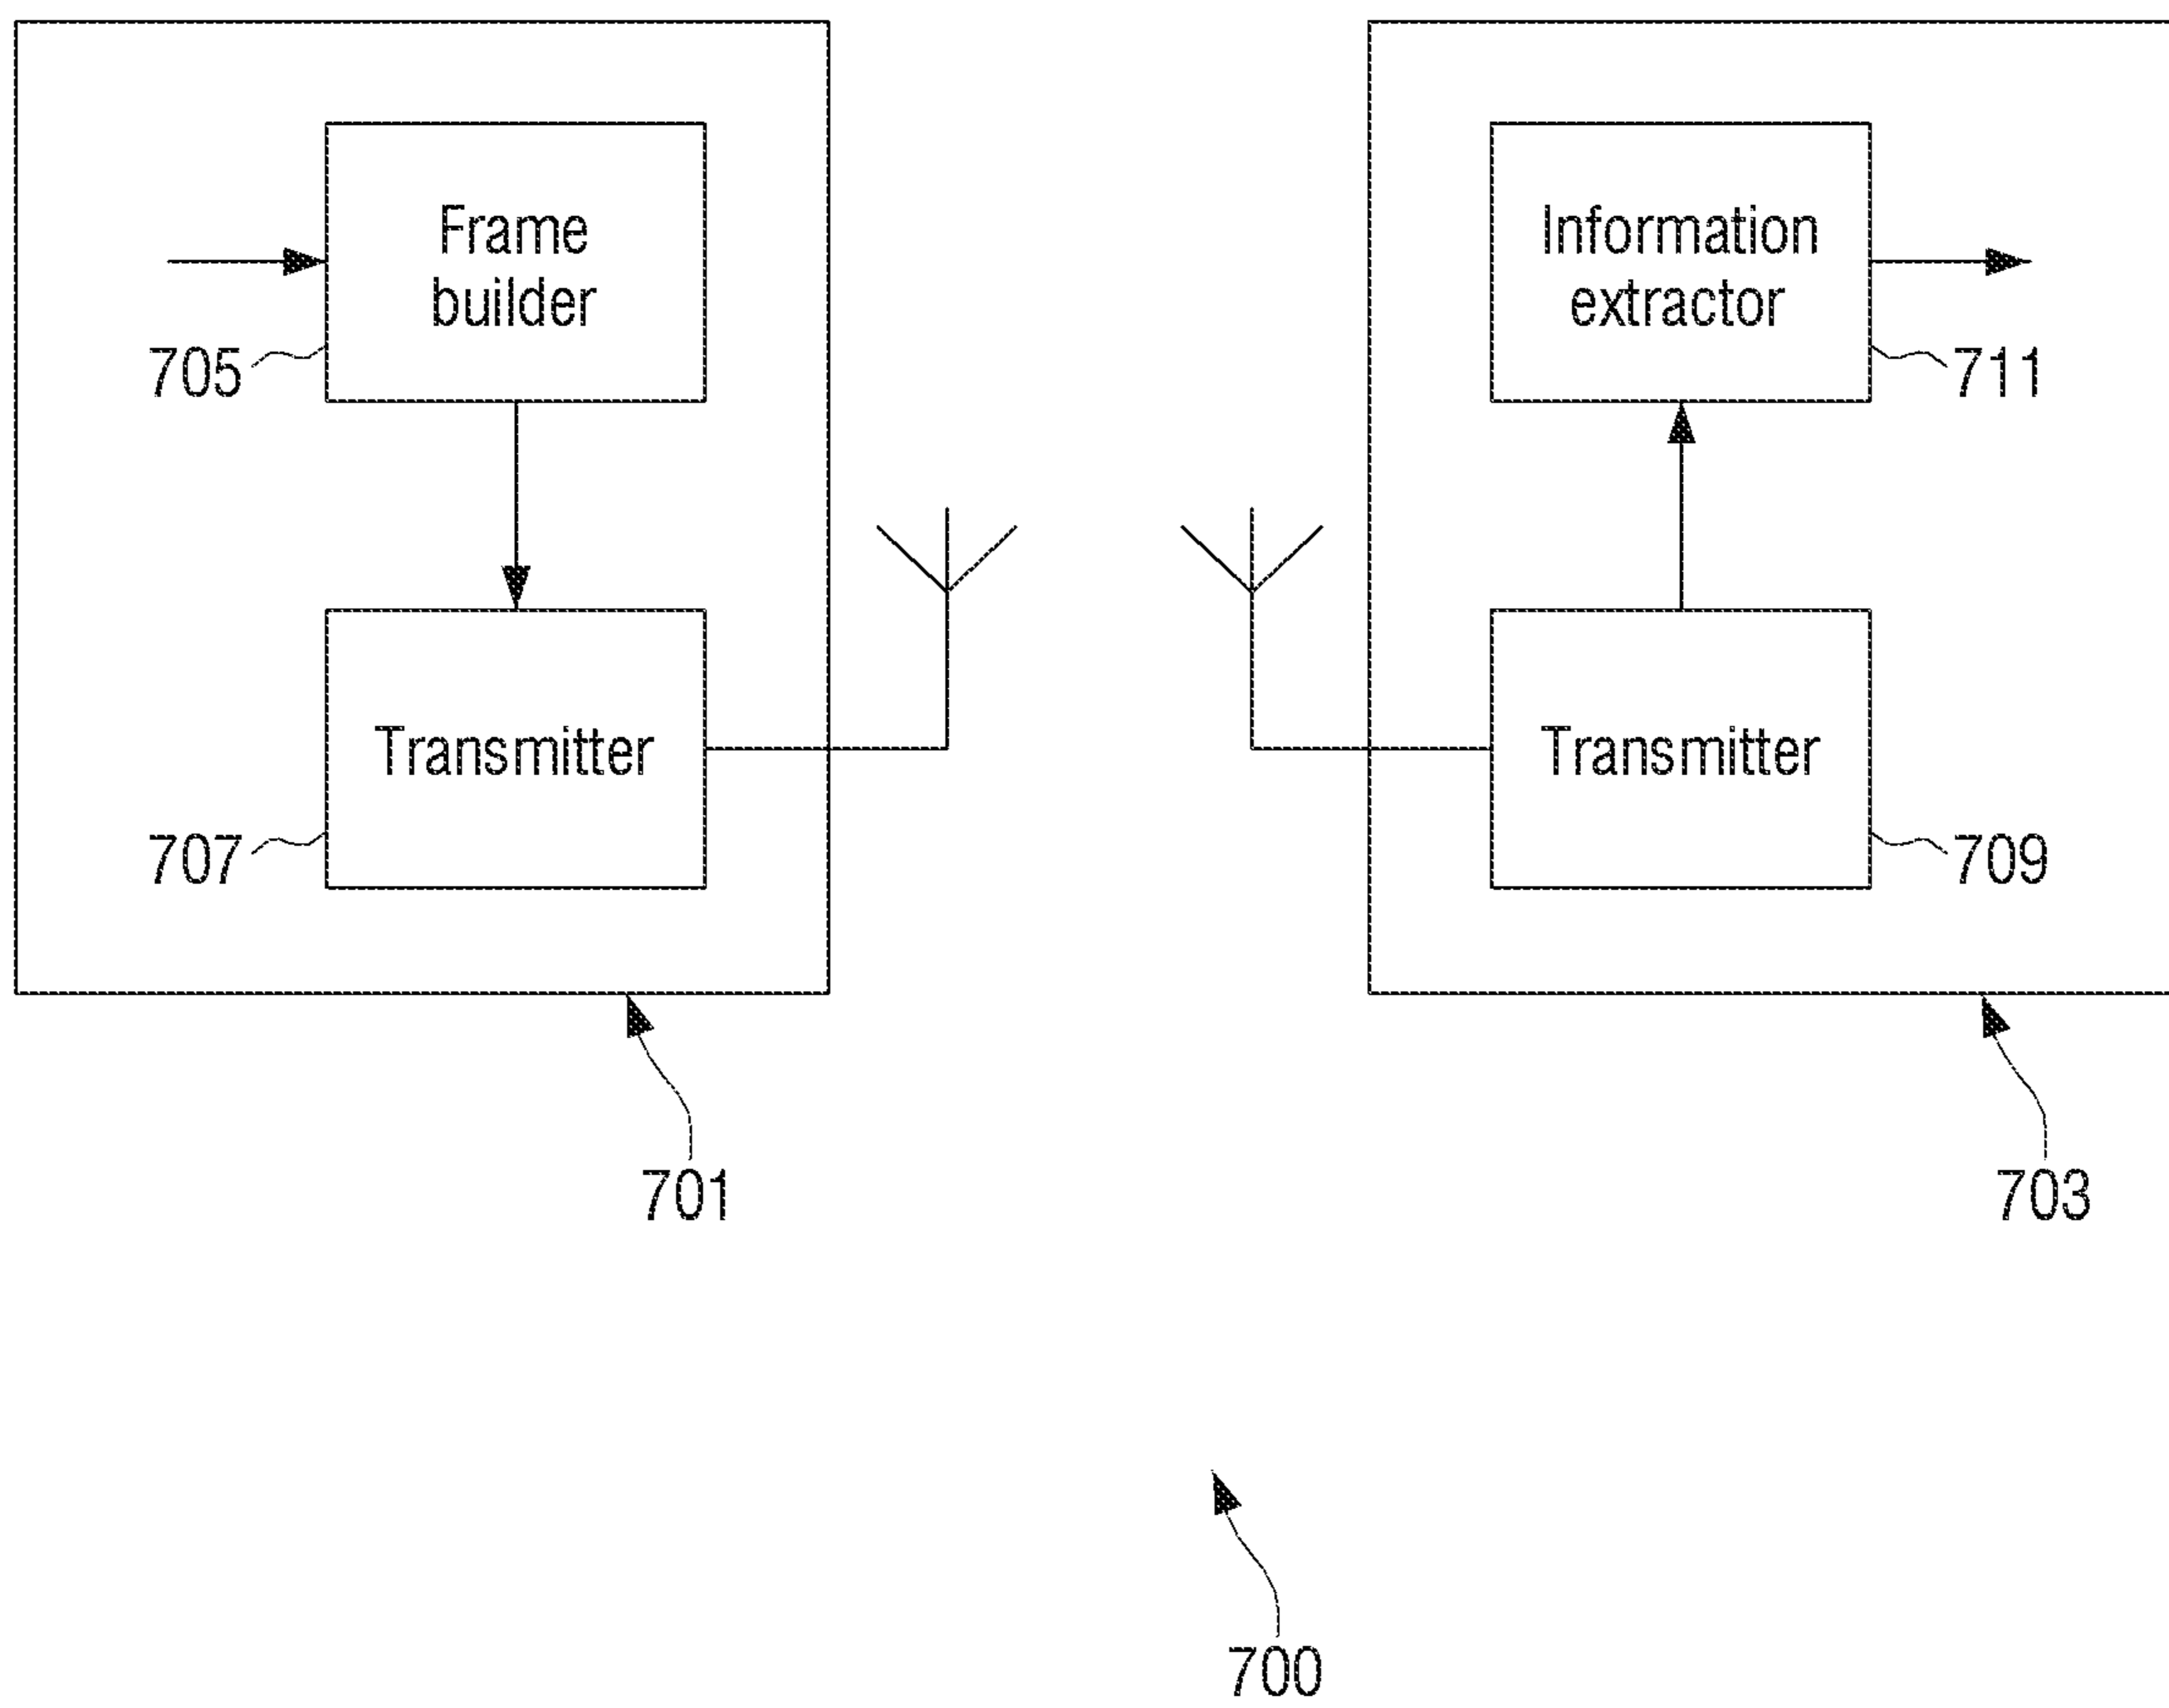 Frame
builder
705
Transmitter
707
701
Information
extractor
711
Transmitter
709
703
700